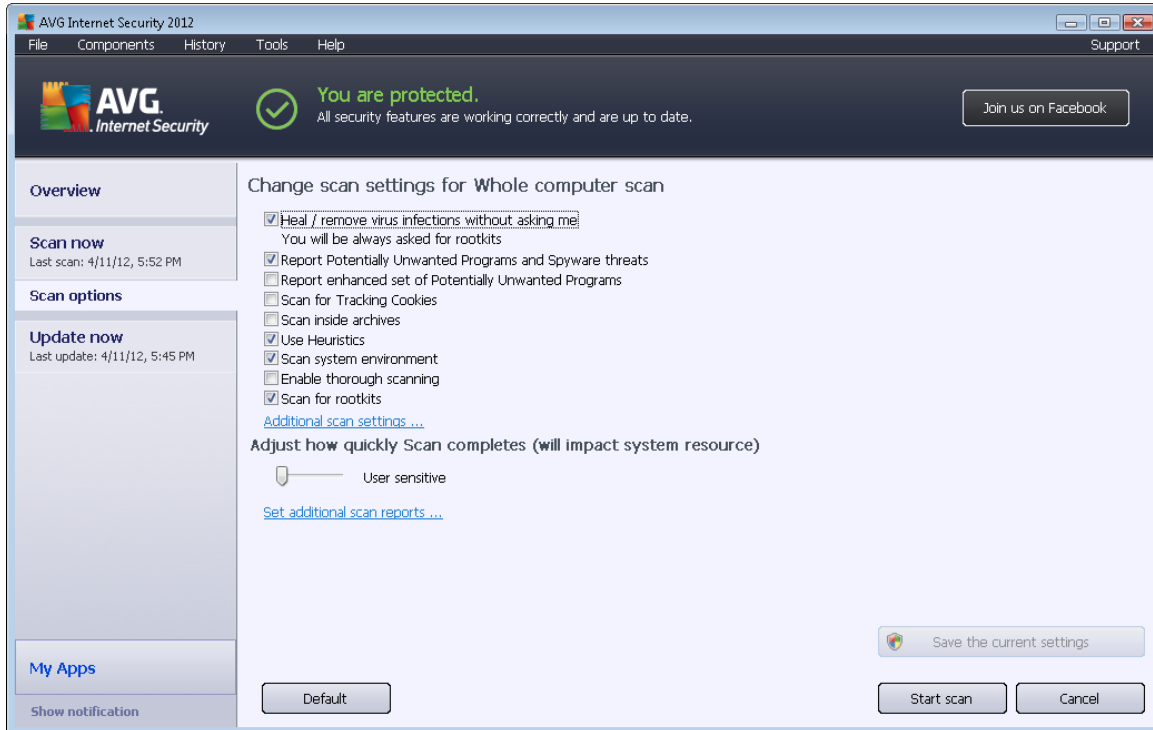 AVG Internet Security 2012
File Components History Tools Help Support
AVG.
Internet Security
You are protected.
All security features are working correctly and are up to date.
Join us on Facebook
Overview
Scan now
Last scan: 4/11/12, 5:52 PM
Scan options
Update now
Last update: 4/11/12, 5:45 PM
My Apps
Show notification
Change scan settings for Whole computer scan
Heal / remove virus infections without asking me
You will be always asked for rootkits
Report Potentially Unwanted Programs and Spyware threats
Report enhanced set of Potentially Unwanted Programs
Scan for Tracking Cookies
Scan inside archives
Use Heuristics
Scan system environment
Enable thorough scanning
Scan for rootkits
Additional scan settings ...
Adjust how quickly Scan completes (will impact system resource)
User sensitive
Set additional scan reports ...
Save the current settings
Default
Start scan
Cancel